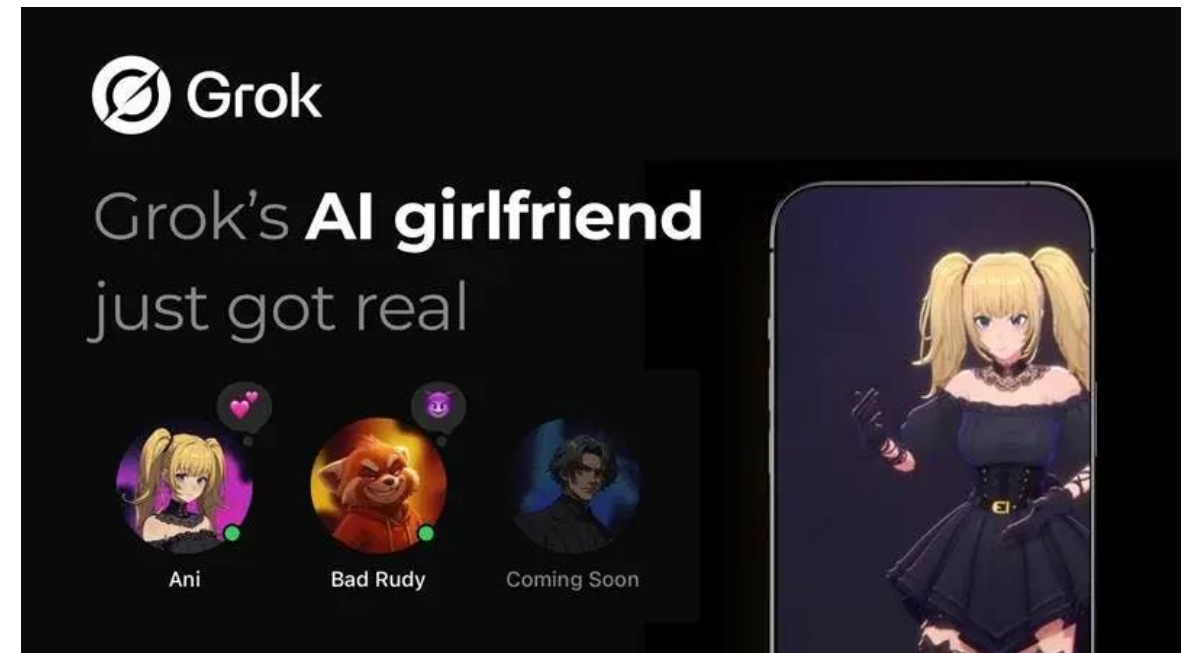 Grok
Grok’s AI girlfriend
just got real
Ani
Bad Rudy
Coming Soon